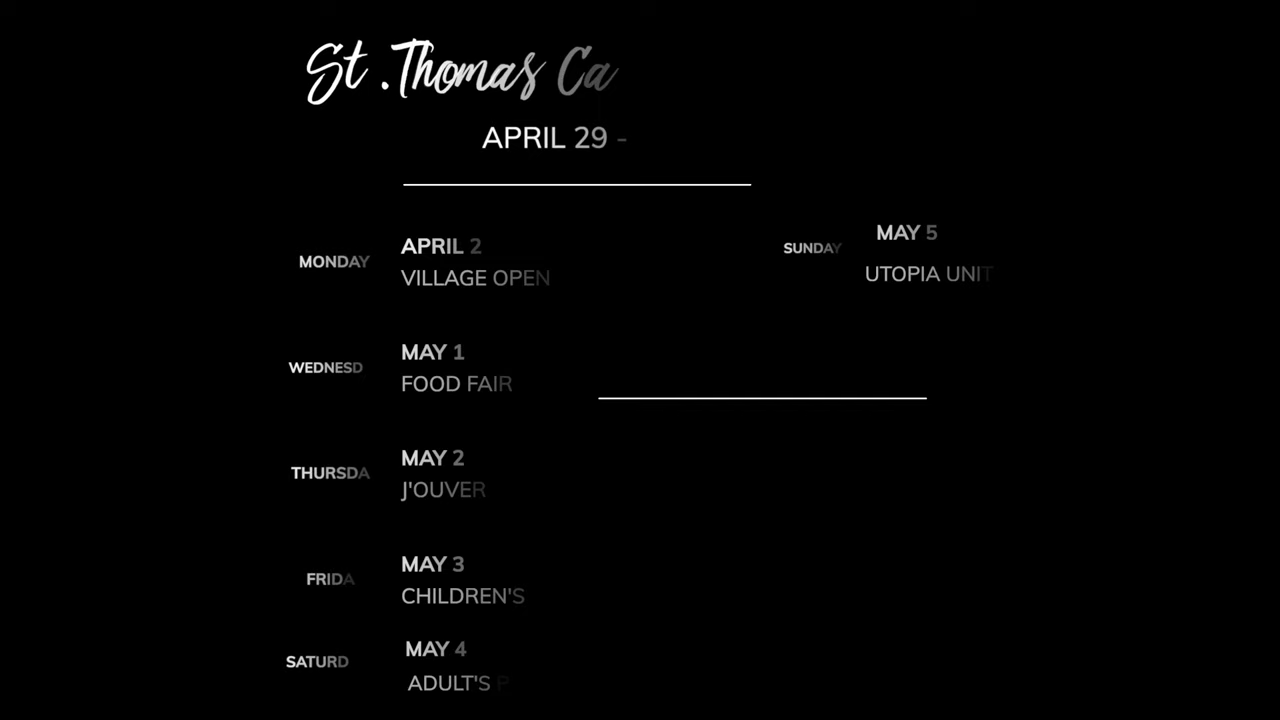 St .Thomas Ca
APRIL 29 -
MONDAY
APRIL 2
VILLAGE OPEN
WEDNESD
MAY 1
FOOD FAIR
THURSDA
MAY 2
J'OUVER
FRIDA
MAY 3
CHILDREN'S
SATURD
MAY 4
ADULT'S P
SUNDAY
MAY 5
UTOPIA UNIT